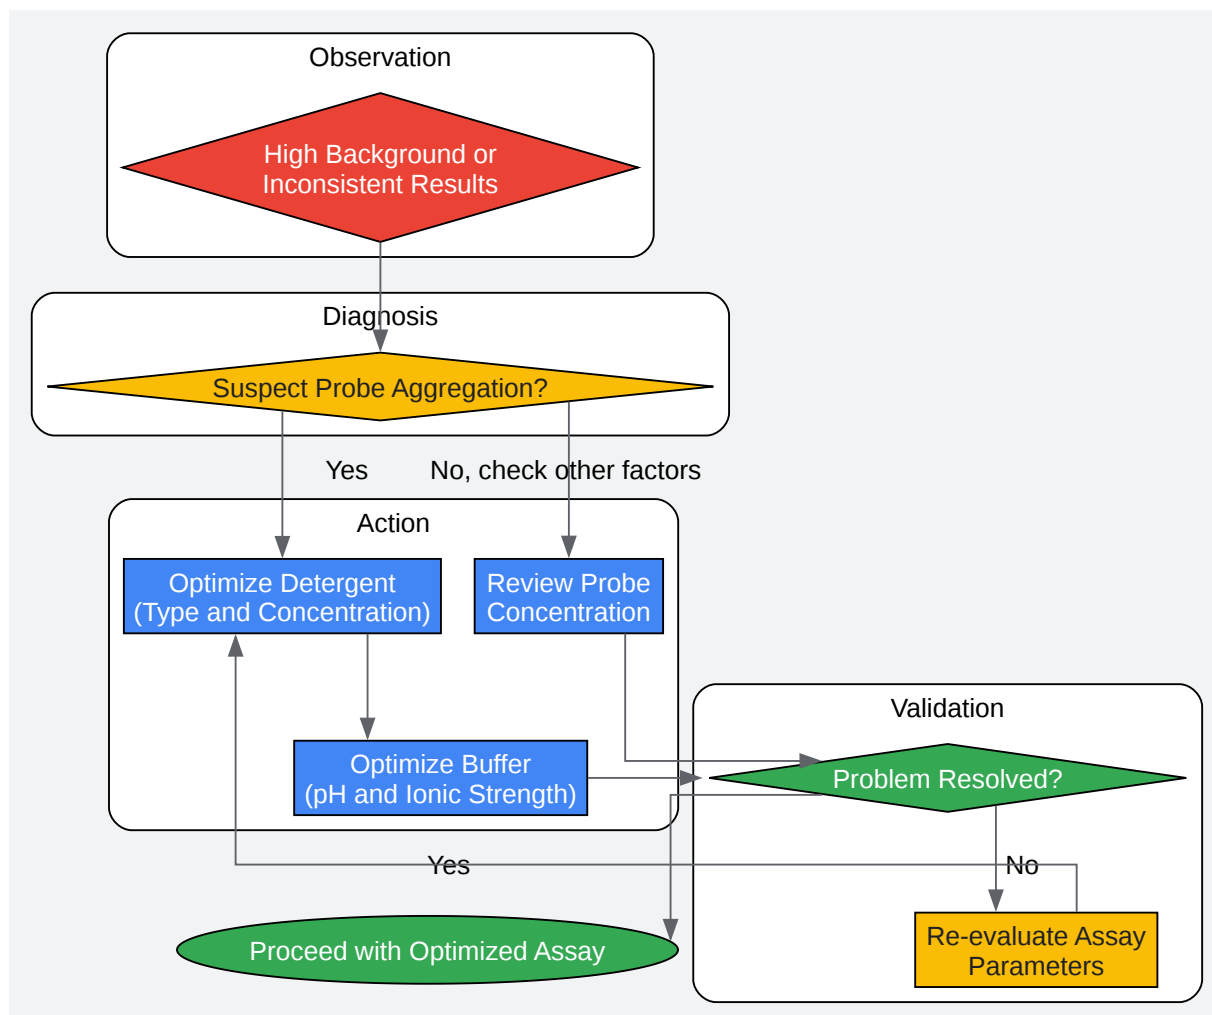 Observation
High Background or
Inconsistent Results
Diagnosis
Suspect Probe Aggregation?
Yes
No, check other factors
Action
Optimize Detergent
(Type and Concentration)
Review Probe
Concentration
Optimize Buffer
(pH and Ionic Strength)
Validation
Problem Resolved?
Yes
No
Proceed with Optimized Assay
Re-evaluate Assay
Parameters